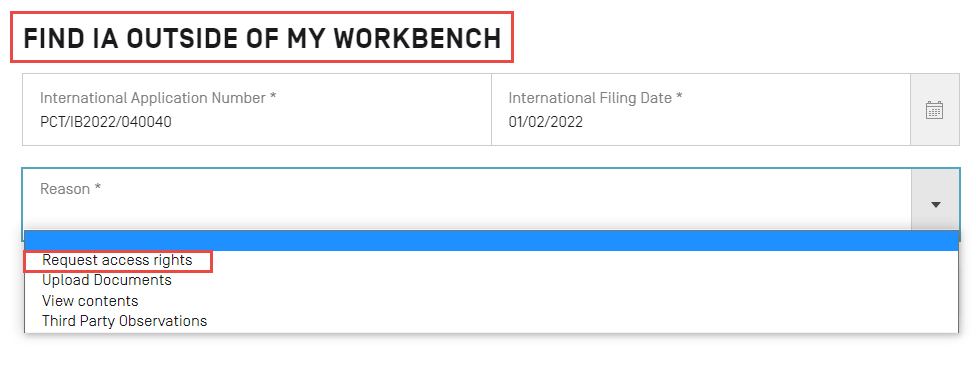 FIND IA OUTSIDE OF MY WORKBENCH
International Application Number *
PCT/IB2022/040040
International Filing Date *
01/02/2022
Reason *
Request access rights
Upload Documents
View contents
Third Party Observations